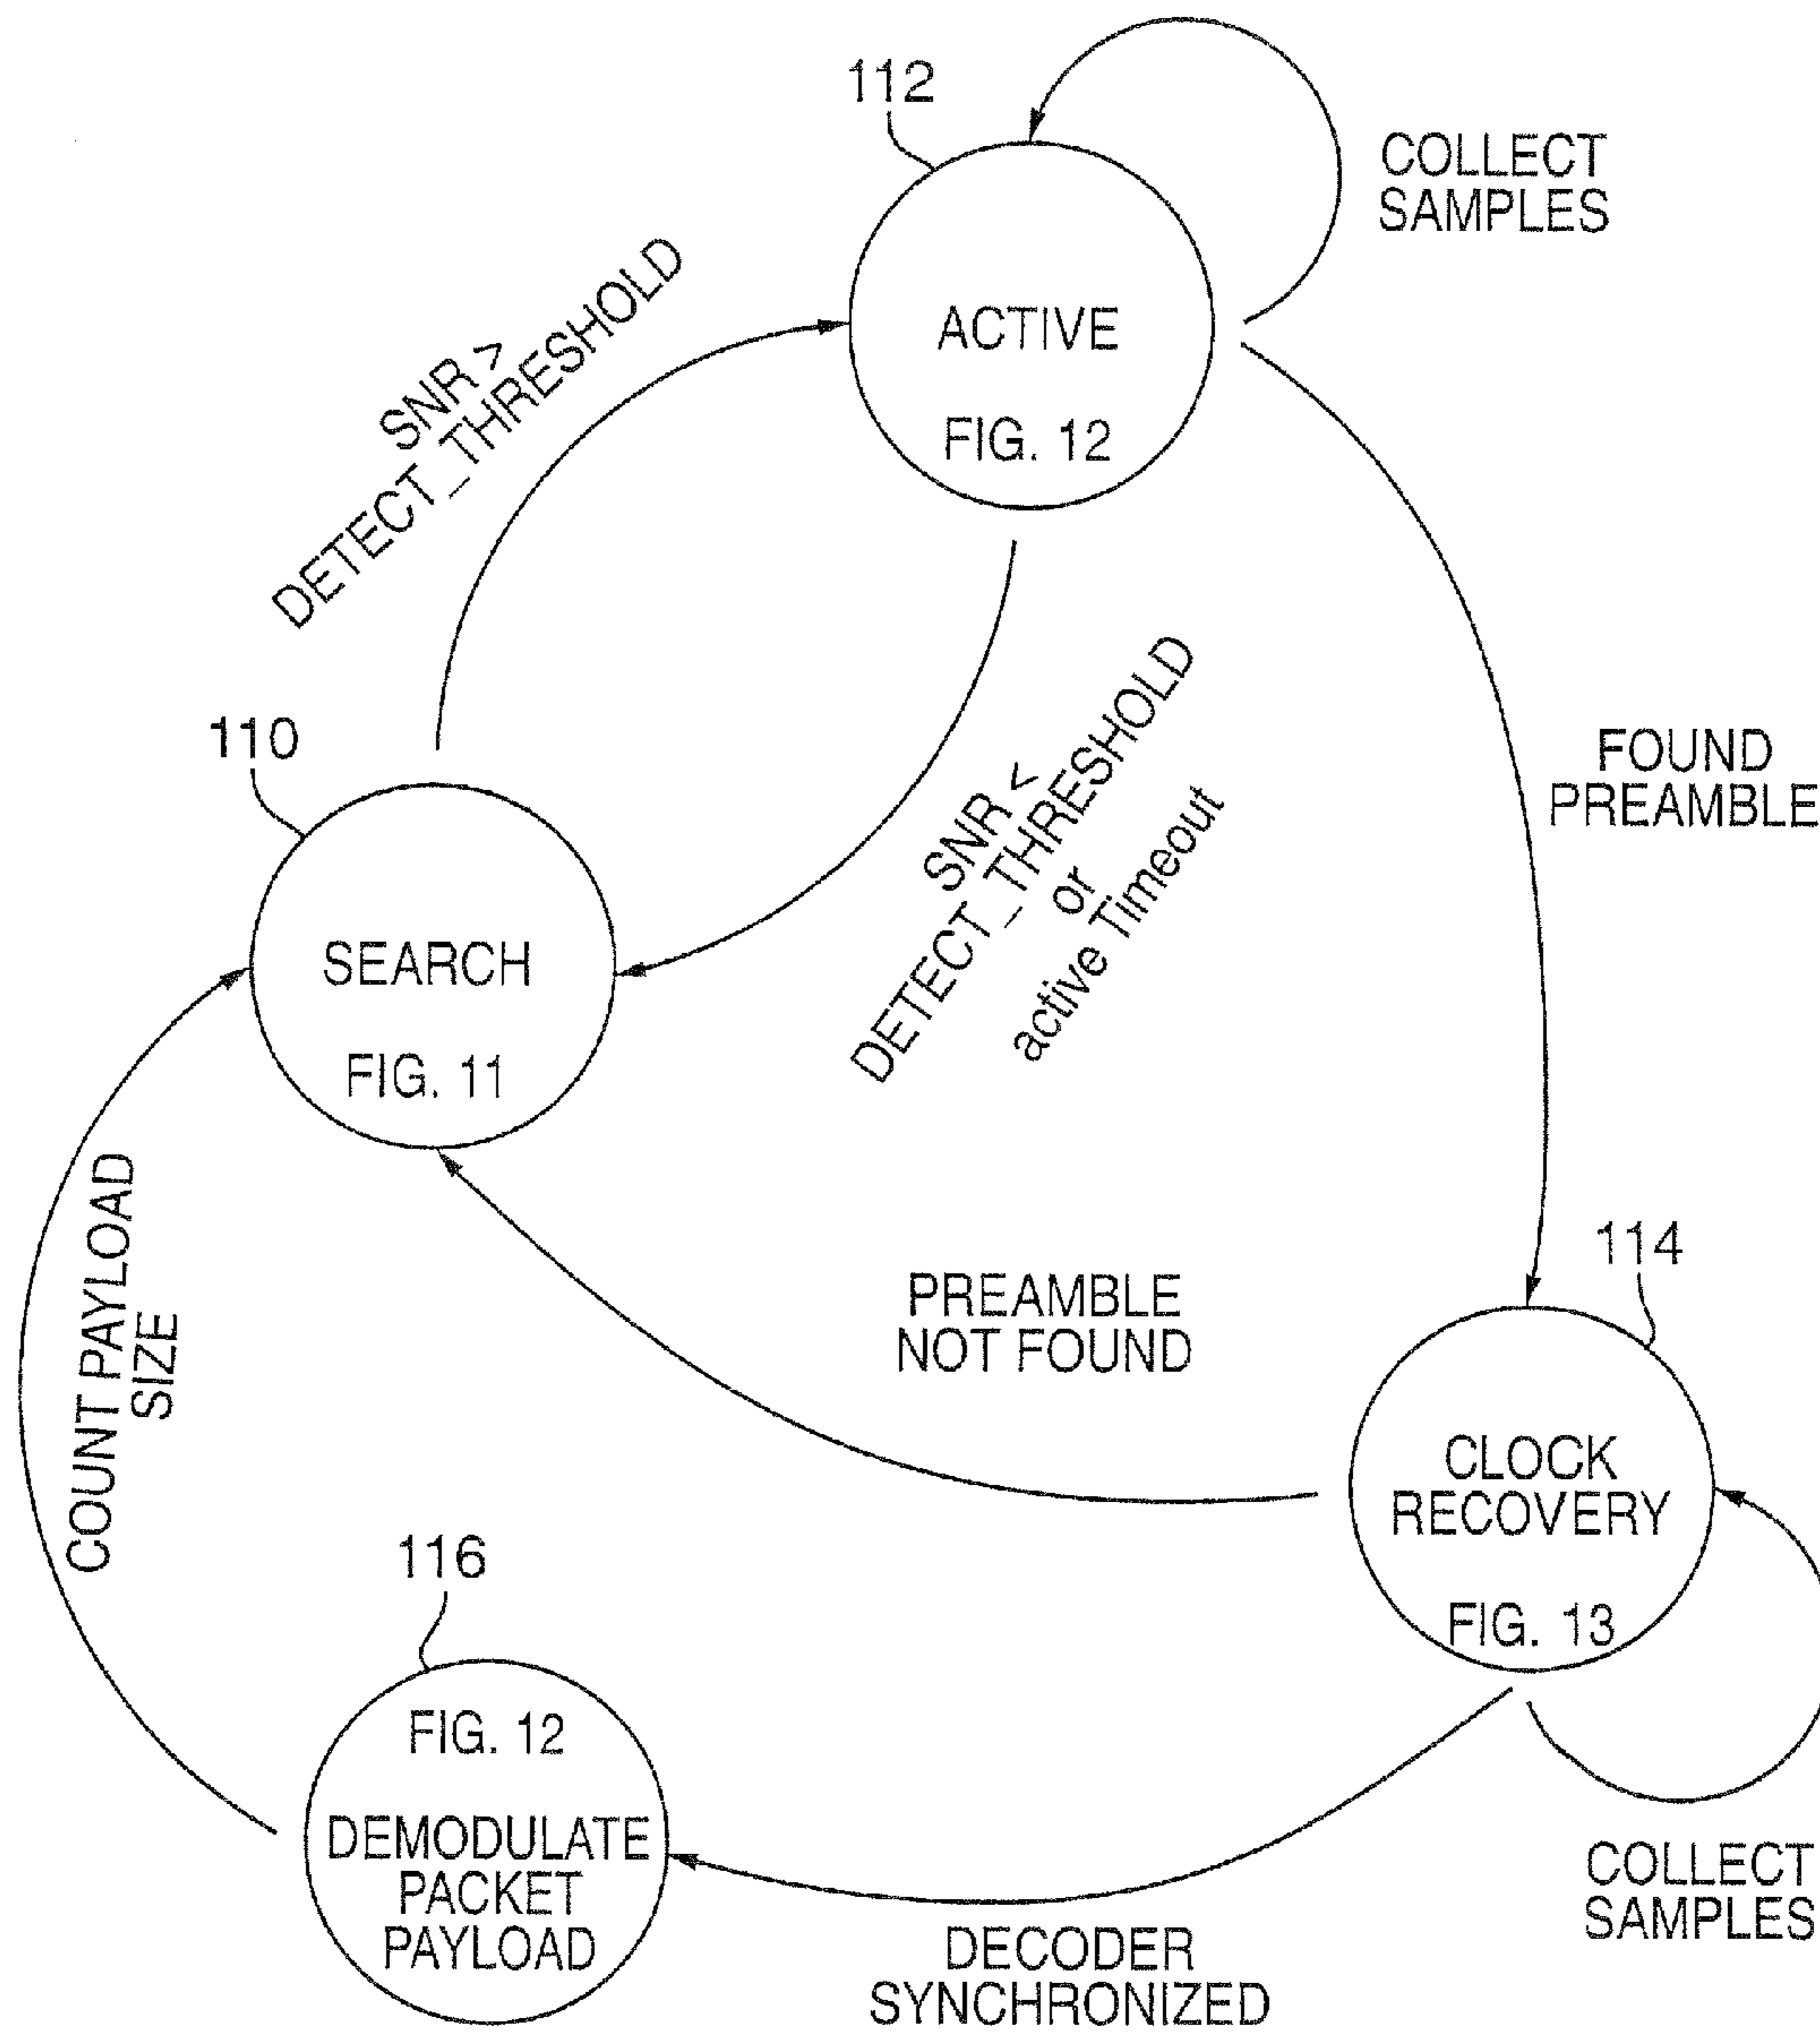 112
COLLECT
SAMPLES
ACTIVE
FIG. 12
SNR >
DETECT_THRESHOLD
110
SNR <
DETECT_THRESHOLD
or
active Timeout
FOUND
PREAMBLE
SEARCH
FIG. 11
114
PREAMBLE
NOT FOUND
COUNT PAYLOAD
SIZE
CLOCK
RECOVERY
FIG. 13
116
FIG. 12
DEMODULATE
PACKET
PAYLOAD
COLLECT
SAMPLES
DECODER
SYNCHRONIZED